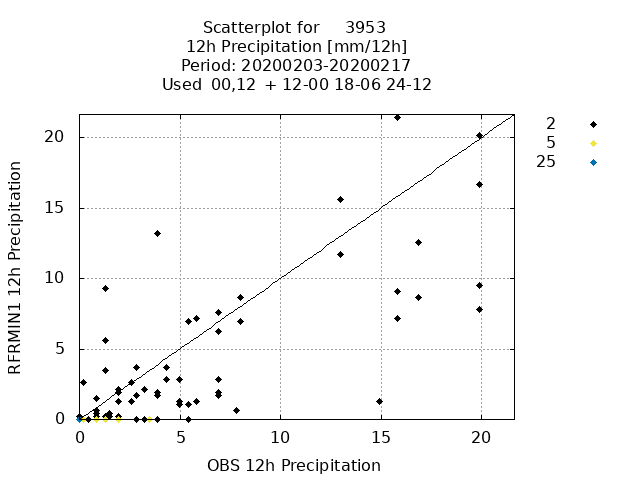 Scatterplot for 3953
12h Precipitation [mm/12h]
Period: 20200203-20200217
Used 00,12 + 12-00 18-06 24-12
2
5
25
RFRMIN1 12h Precipitation
20
15
10
5
0
0 5 10 15 20
OBS 12h Precipitation